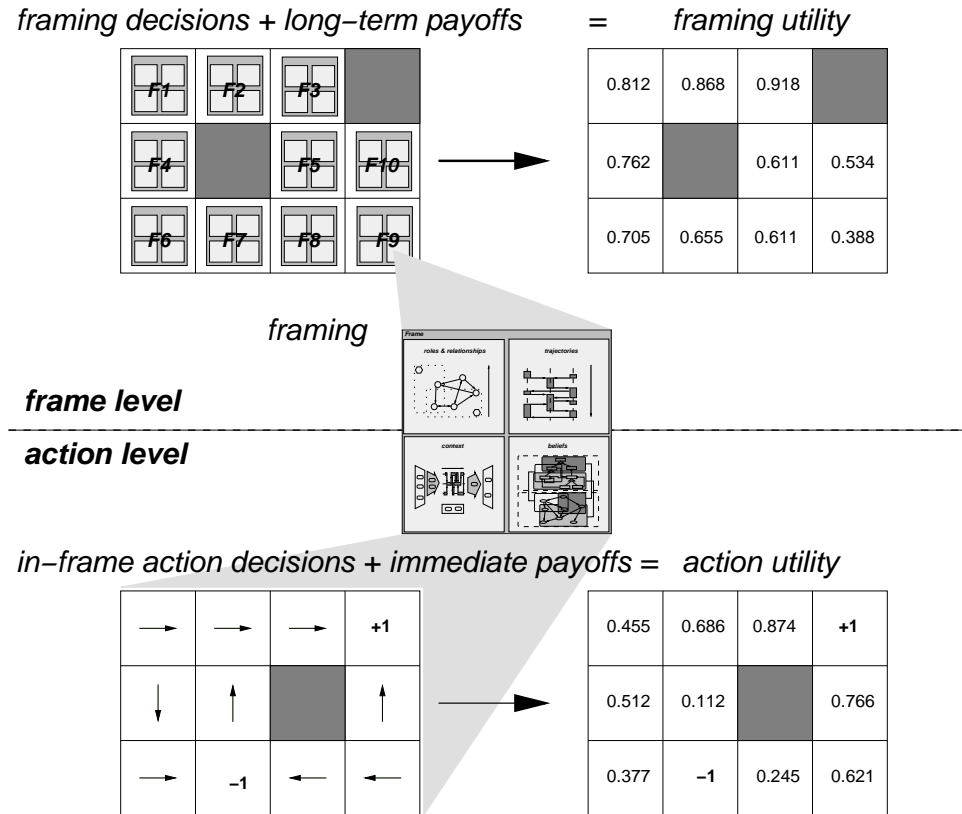 framing decisions + long−term payoffs = framing utility
F1 F2 F3 0.812 0.868 0.918
F4 F5 F10 0.762 0.611 0.534
F6 F7 F8 F9 0.705 0.655 0.611 0.388
framing
Frame
roles & relationships trajectories
frame level
action level
context beliefs
in−frame action decisions + immediate payoffs = action utility
+1 0.455 0.686 0.874 +1
0.512 0.112 0.766
−1 0.377 −1 0.245 0.621